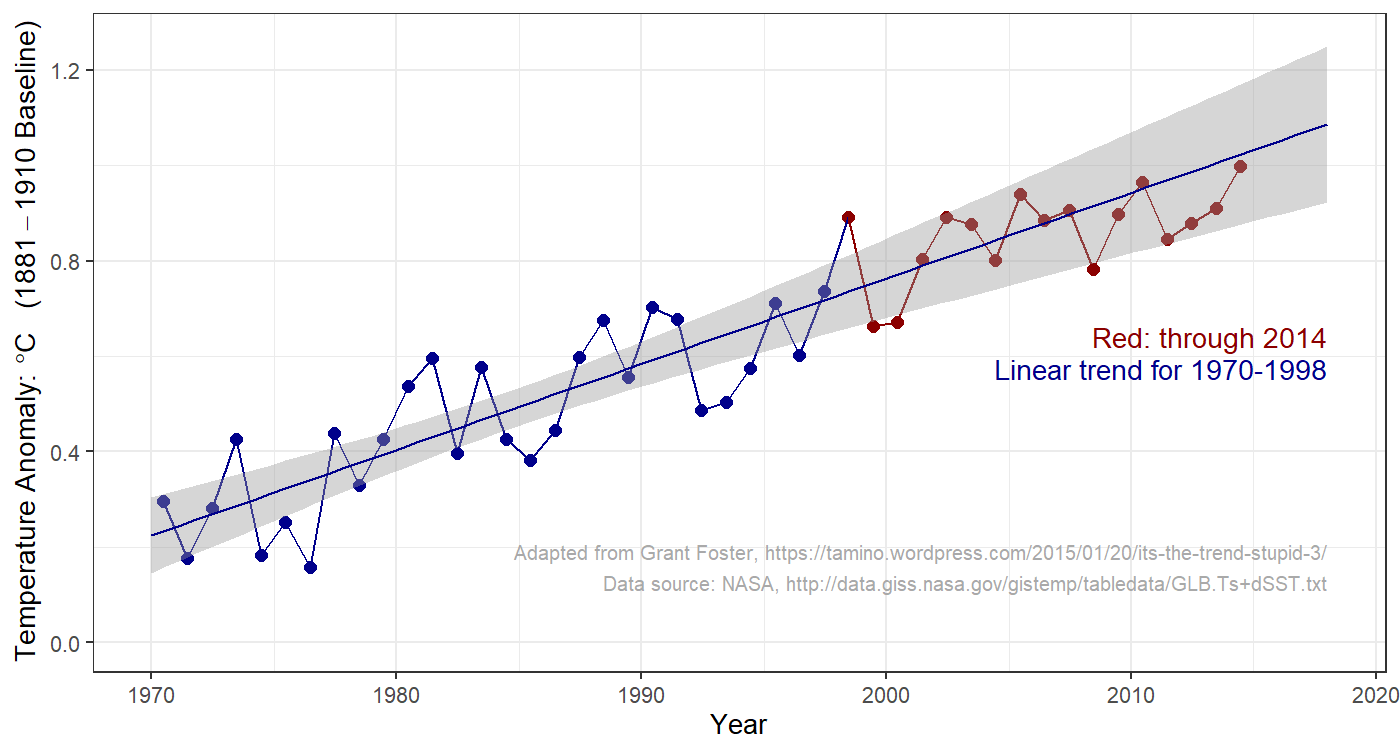 Temperature Anomaly: °C (1881 – 1910 Baseline)
1.2
0.8
0.4
0.0
Red: through 2014
Linear trend for 1970-1998
Adapted from Grant Foster, https://tamino.wordpress.com/2015/01/20/its-the-trend-stupid-3/
Data source: NASA, http://data.giss.nasa.gov/gistemp/tabledata/GLB.Ts+dSST.txt
1970 1980 1990 2000 2010 2020
Year